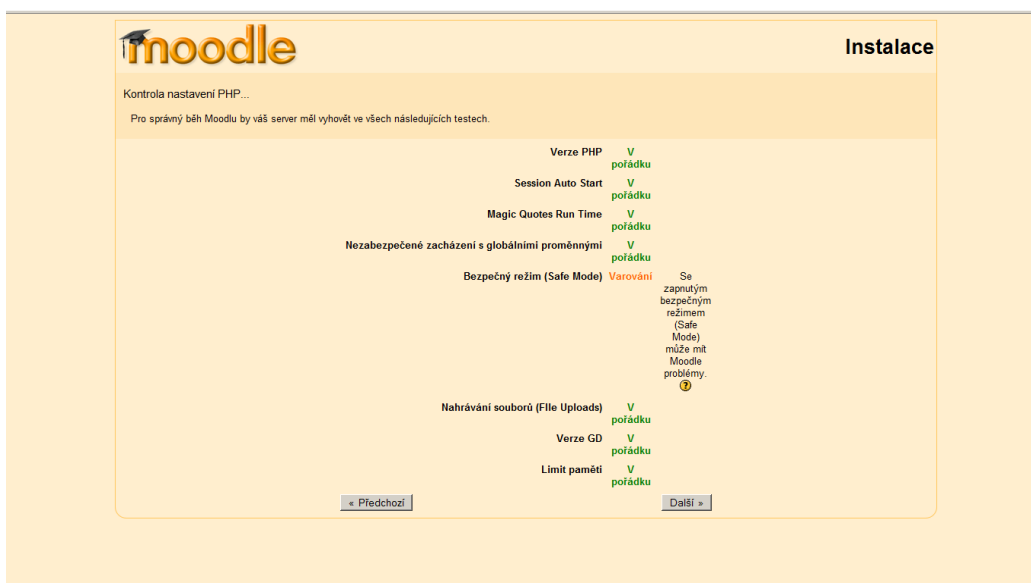 moodle
Instalace
Kontrola nastavení PHP...
Pro správný běh Moodlu by váš server měl vyhovět ve všech následujících testech.
Verze PHP V
pořádku
Session Auto Start V
pořádku
Magic Quotes Run Time V
pořádku
Nezabezpečené zacházení s globálními proměnnými V
pořádku
Bezpečný režim (Safe Mode) Varování Se
zapnutým
bezpečným
režimem
(Safe
Mode)
může mít
Moodle
problémy.
?
Nahrávání souborů (FIle Uploads) V
pořádku
Verze GD V
pořádku
Limit paměti V
pořádku
« Předchozí Další »